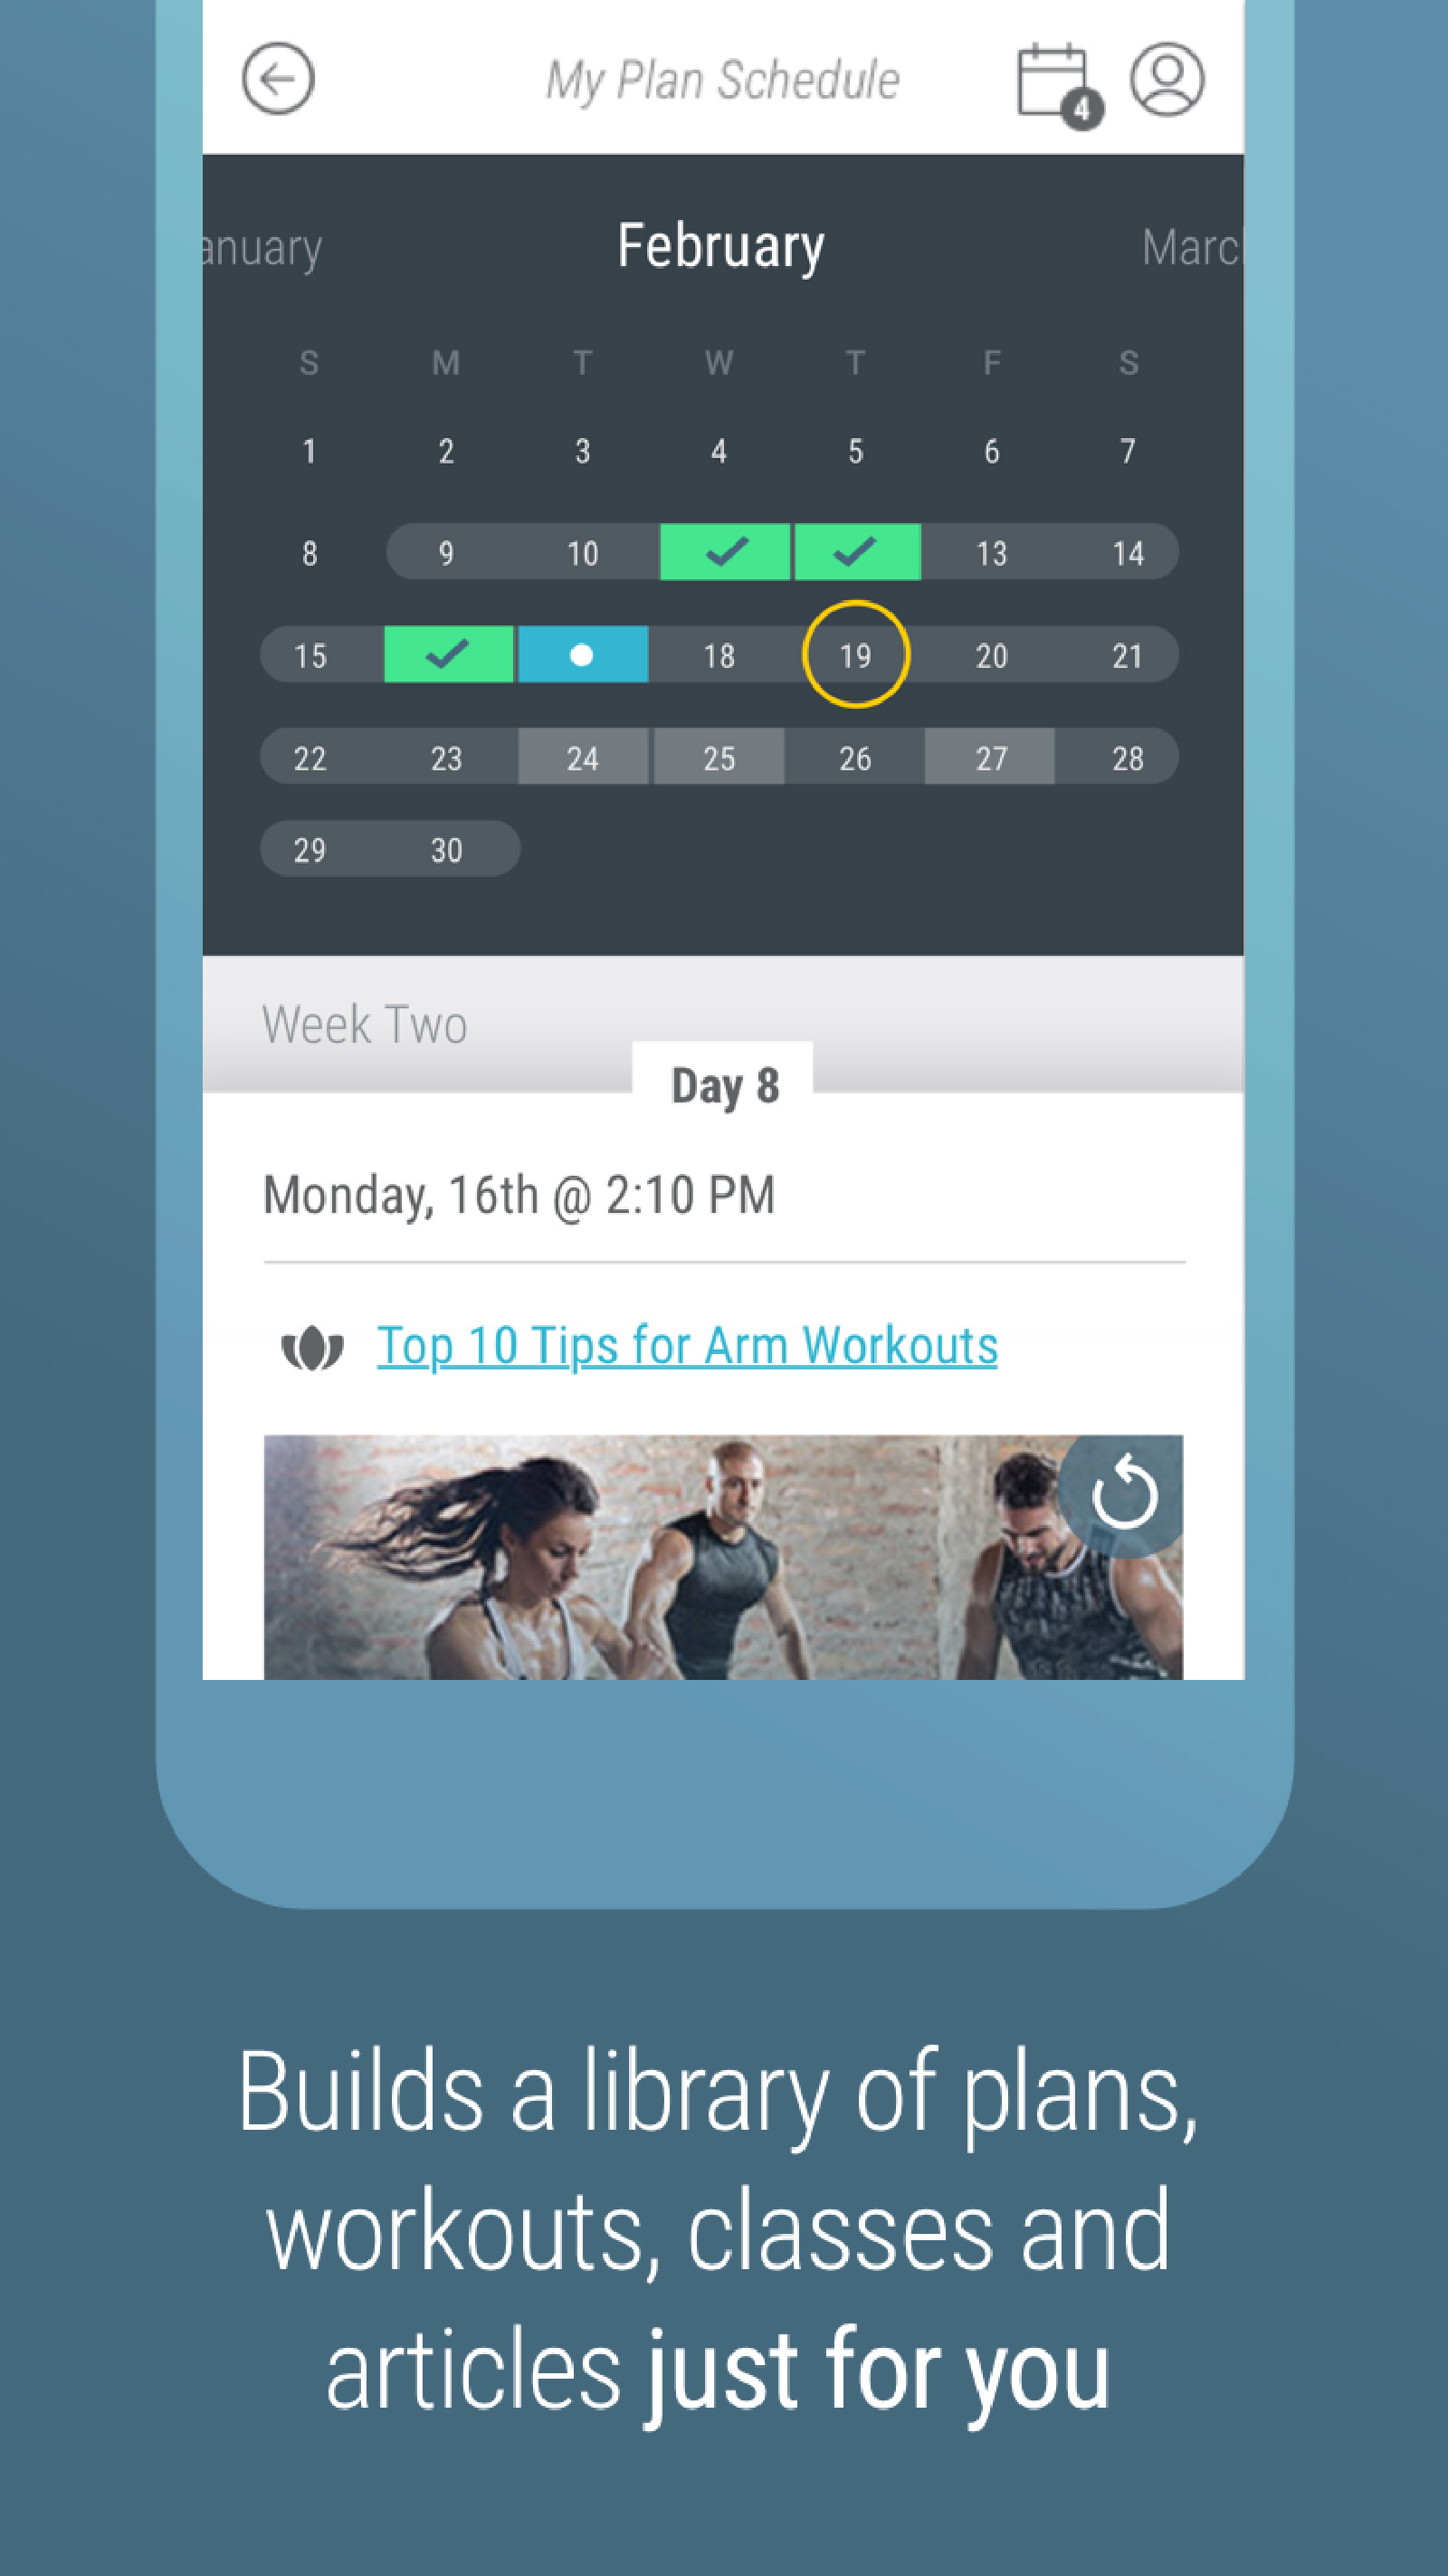 My Plan Schedule
4
anuary February Marc
S M T W T F S
1 2 3 4 5 6 7
8 9 10 13 14
15 18 19 20 21
22 23 24 25 26 27 28
29 30
Week Two
Day 8
Monday, 16th @ 2:10 PM
Top 10 Tips for Arm Workouts
Builds a library of plans,
workouts, classes and
articles just for you